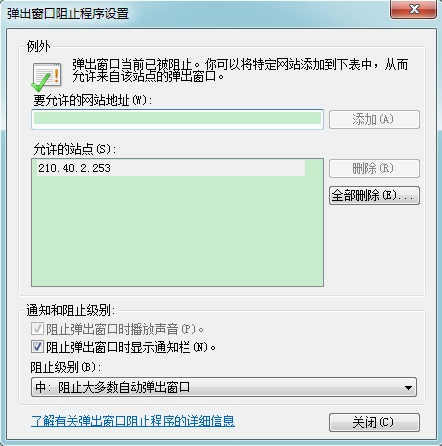 弹出窗口阻止程序设置
例外
弹出窗口当前已被阻止。你可以将特定网站添加到下表中，从而
允许来自该站点的弹出窗口。
要允许的网站地址(W):
添加(A)
允许的站点(S):
210.40.2.253
删除(R)
全部删除(E)...
通知和阻止级别:
阻止弹出窗口时播放声音(P)。
阻止弹出窗口时显示通知栏(N)。
阻止级别(B):
中: 阻止大多数自动弹出窗口
了解有关弹出窗口阻止程序的详细信息
关闭(C)